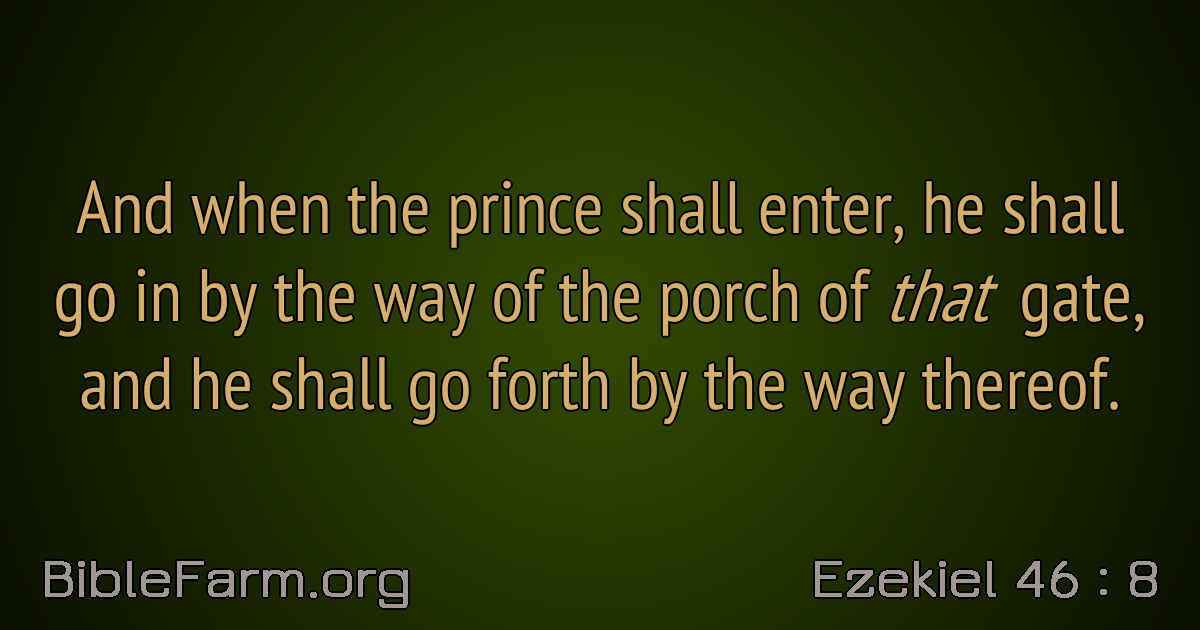 And when the prince shall enter, he shall
go in by the way of the porch of that gate,
and he shall go forth by the way thereof.
BibleFarm.org
Ezekiel 46 : 8